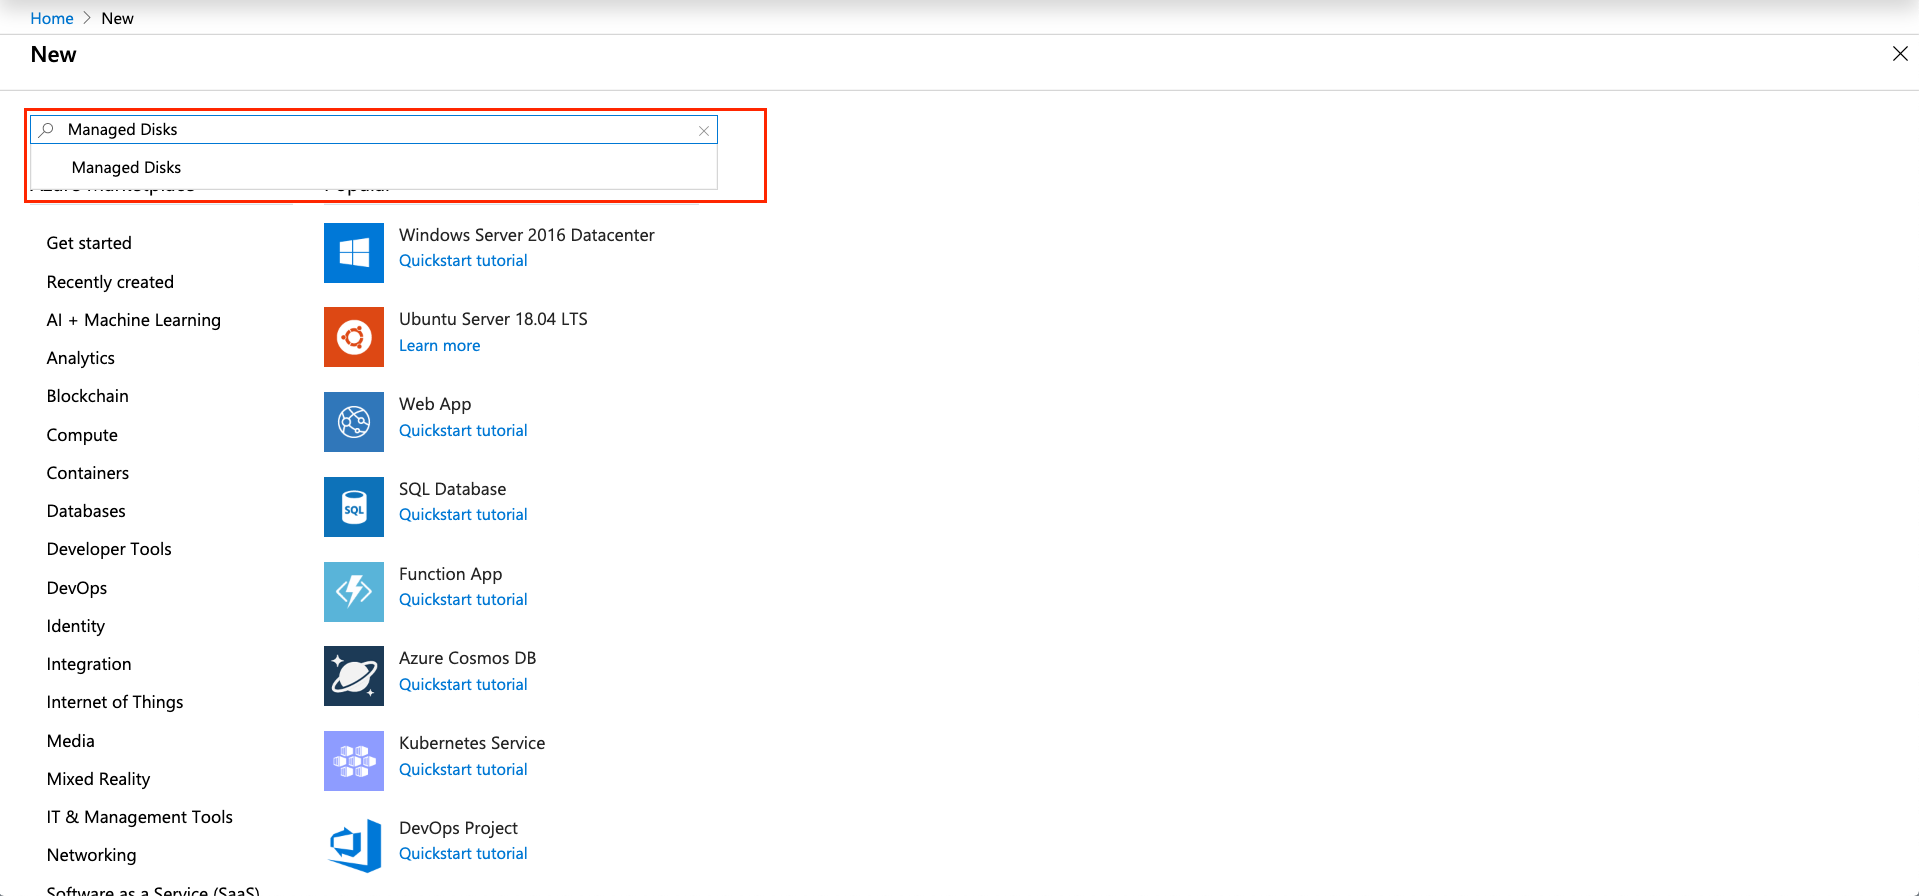 Home > New
New
Managed Disks
Managed Disks
Azure Marketplace
Popular
Get started
Recently created
AI + Machine Learning
Analytics
Blockchain
Compute
Containers
Databases
Developer Tools
DevOps
Identity
Integration
Internet of Things
Media
Mixed Reality
IT & Management Tools
Networking
Software as a Service (SaaS)
Windows Server 2016 Datacenter
Quickstart tutorial
Ubuntu Server 18.04 LTS
Learn more
Web App
Quickstart tutorial
SQL
SQL Database
Quickstart tutorial
Function App
Quickstart tutorial
Azure Cosmos DB
Quickstart tutorial
Kubernetes Service
Quickstart tutorial
DevOps Project
Quickstart tutorial